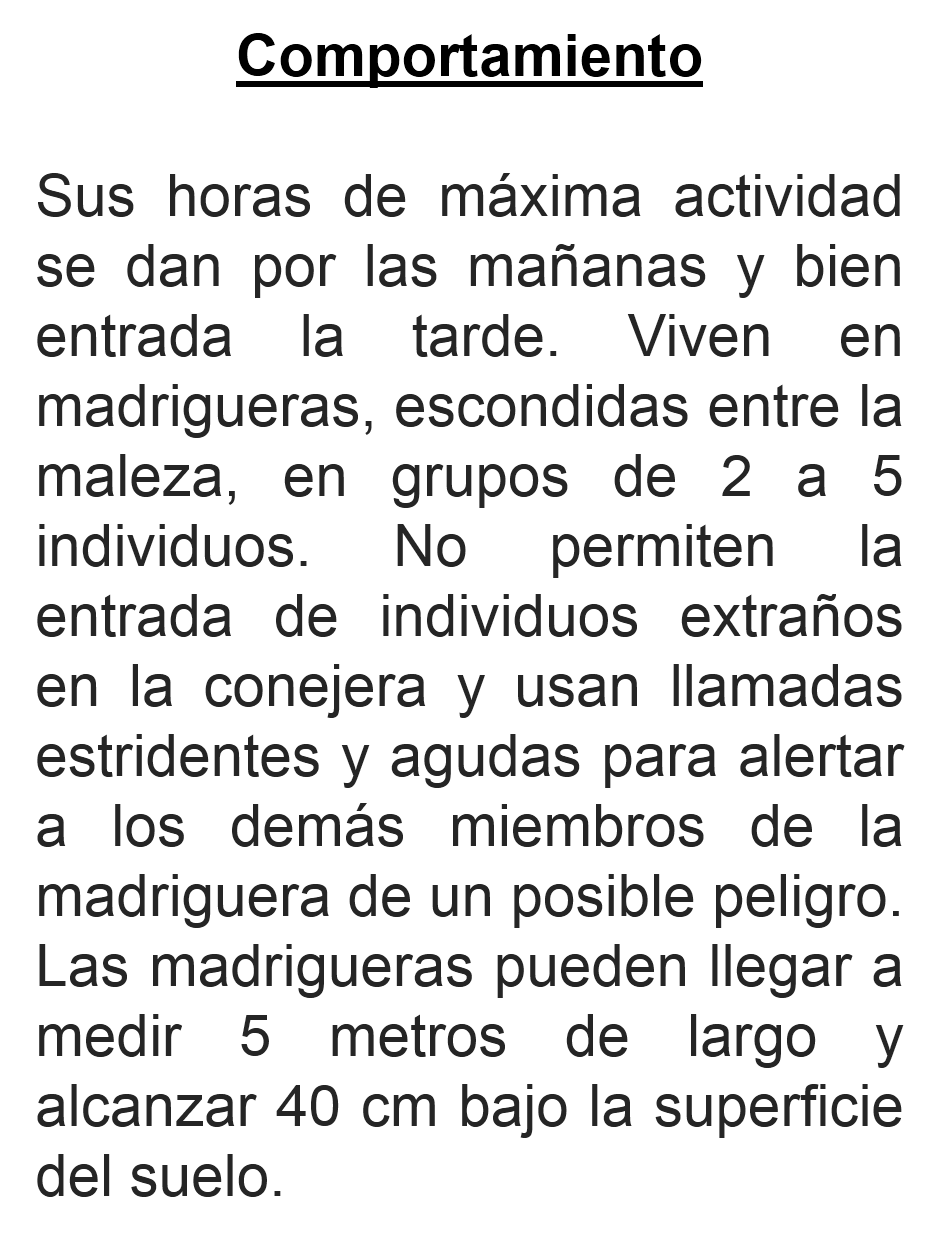 Comportamiento
Sus horas de máxima actividad
se dan por las mañanas y bien
entrada la tarde. Viven en
madrigueras, escondidas entre la
maleza, en grupos de 2 a 5
individuos. No permiten la
entrada de individuos extraños
en la conejera y usan llamadas
estridentes y agudas para alertar
a los demás miembros de la
madriguera de un posible peligro.
Las madrigueras pueden llegar a
medir 5 metros de largo y
alcanzar 40 cm bajo la superficie
del suelo.